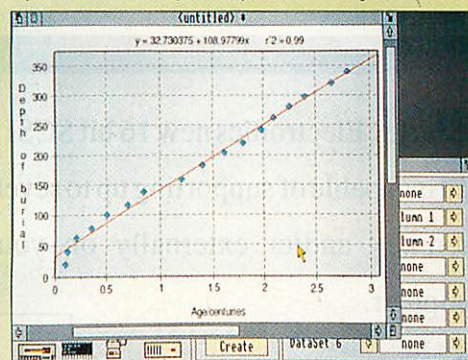 <untitled>
y = 32.730375 + 108.97799x r^2 = 0.99
350
300
250
200
150
100
50
0
Depth of burial
0 0.5 1 1.5 2 2.5 3
Age centuries
none
lumn 1
lumn 2
none
none
none
none
Create DataSet 6